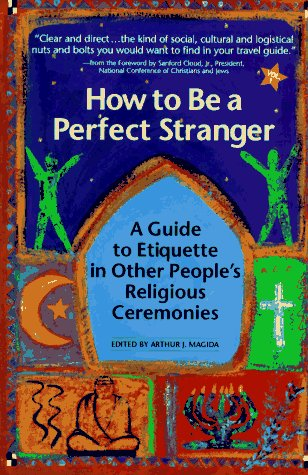 "Clear and direct...the kind of social, cultural and logistical
nuts and bolts you would want to find in your travel guide."
—from the Foreword by Sanford Cloud, Jr., President,
National Conference of Christians and Jews
VOL.
How to Be a
Perfect Stranger
A Guide
to Etiquette
in Other People's
Religious
Ceremonies
EDITED BY ARTHUR J. MAGIDA